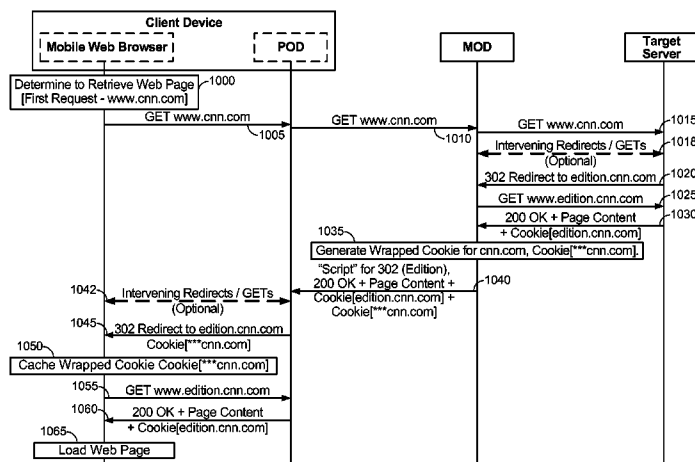 Client Device
Mobile Web Browser
POD
MOD
Target
Server
Determine to Retrieve Web Page
[First Request - www.cnn.com]
1000
GET www.cnn.com
1005
GET www.cnn.com
1010
GET www.cnn.com
1015
Intervening Redirects / GETs
(Optional)
1018
302 Redirect to edition.cnn.com
1020
GET www.edition.cnn.com
1025
200 OK + Page Content
+ Cookie[edition.cnn.com]
1030
1035
Generate Wrapped Cookie for cnn.com, Cookie[***cnn.com].
"Script" for 302 (Edition),
200 OK + Page Content +
Cookie[edition.cnn.com] +
Cookie[***cnn.com]
1040
1042
Intervening Redirects / GETs
(Optional)
1045
302 Redirect to edition.cnn.com
Cookie[***cnn.com]
1050
Cache Wrapped Cookie Cookie[***cnn.com]
1055
GET www.edition.cnn.com
1060
200 OK + Page Content
+ Cookie[edition.cnn.com]
1065
Load Web Page